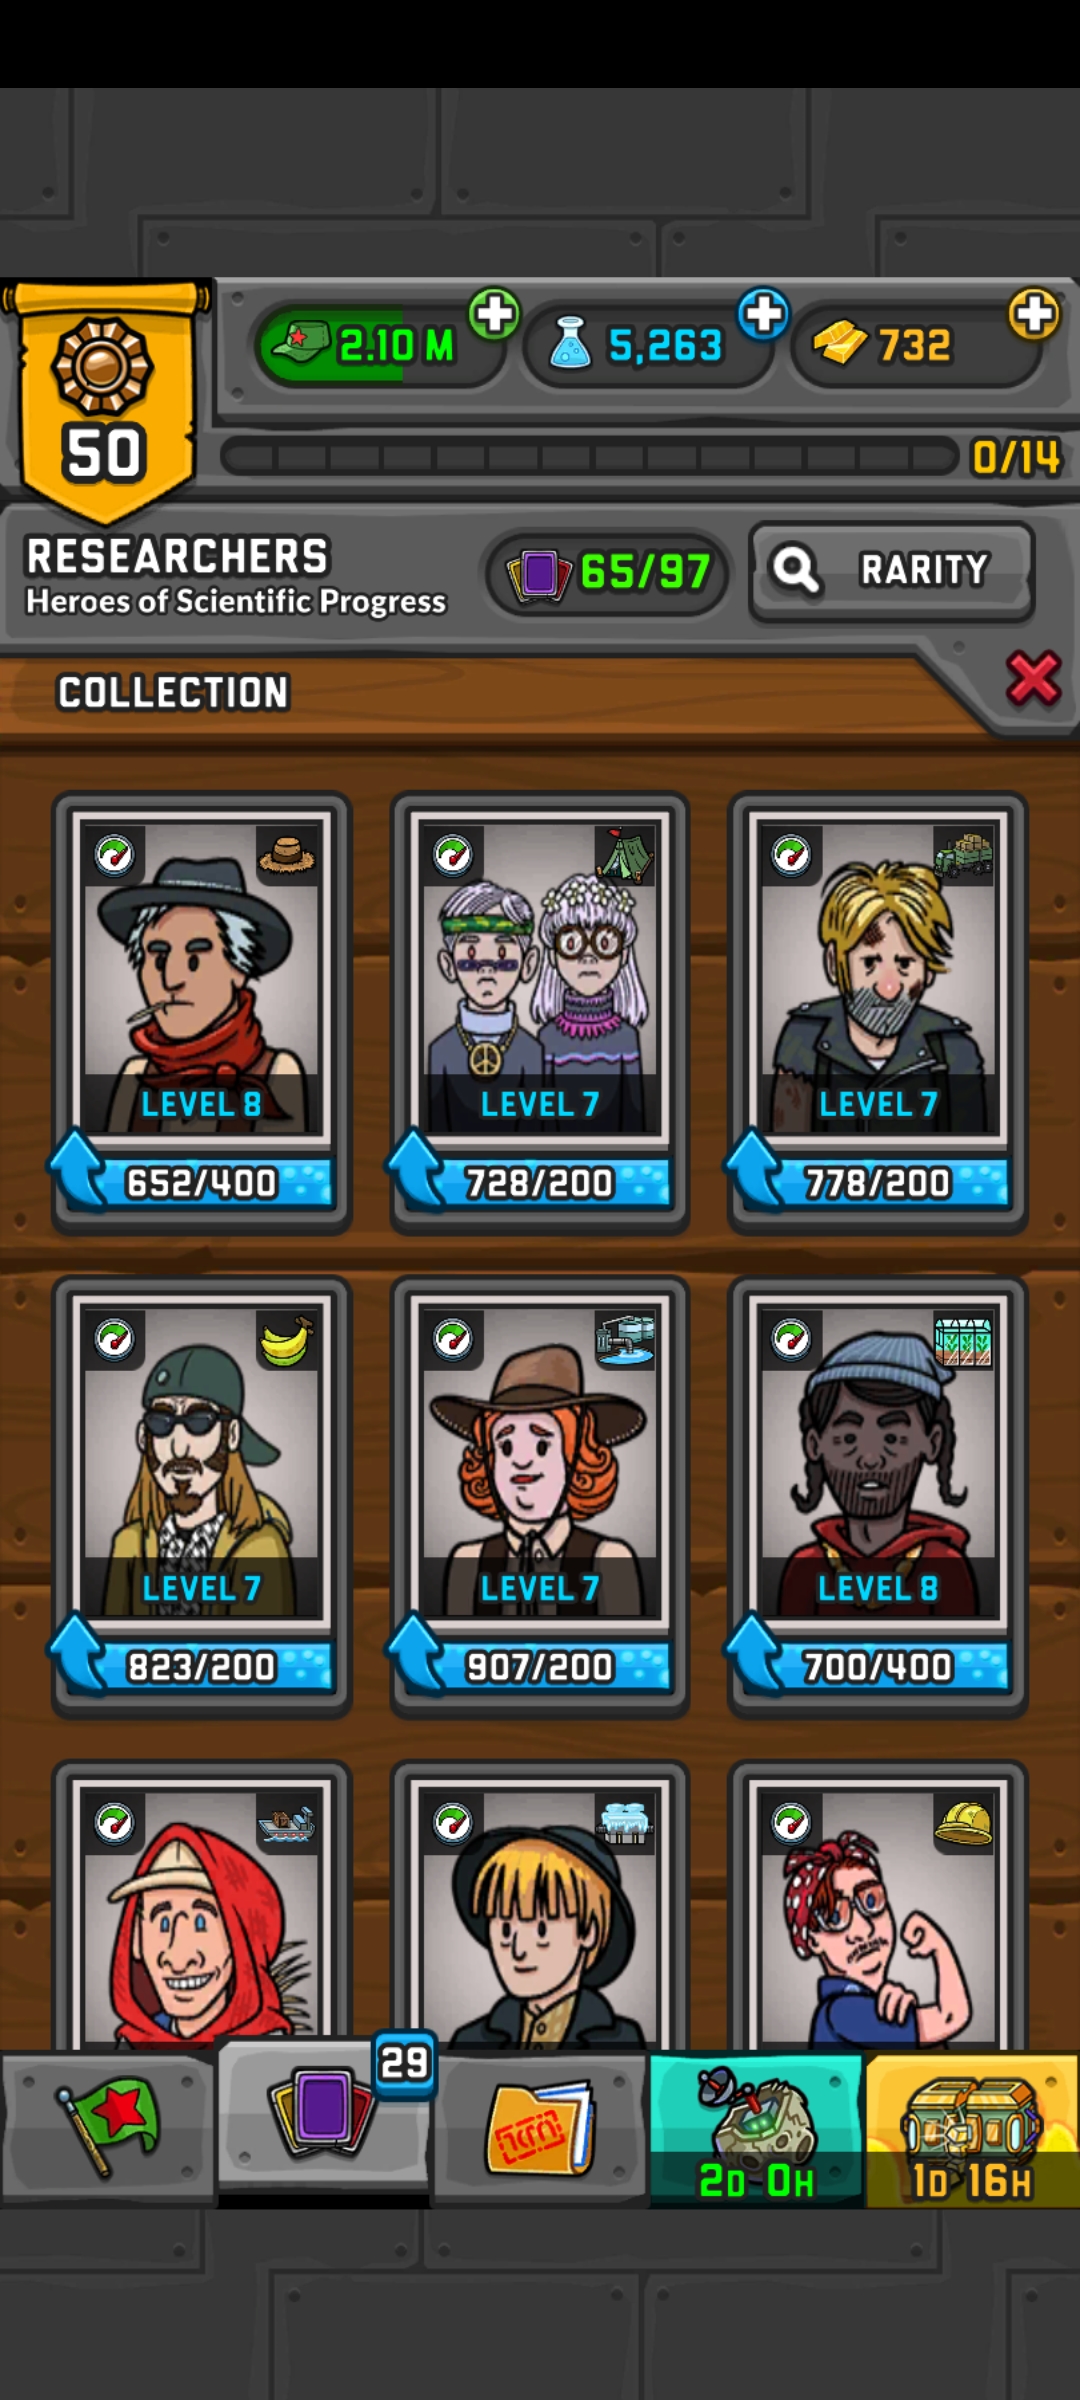 2.10 M
5,263
732
50
0/14
RESEARCHERS
Heroes of Scientific Progress
65/97
RARITY
COLLECTION
LEVEL 8
LEVEL 7
LEVEL 7
652/400
728/200
778/200
LEVEL 7
LEVEL 7
LEVEL 8
823/200
907/200
700/400
29
2D 0H
1D 16H